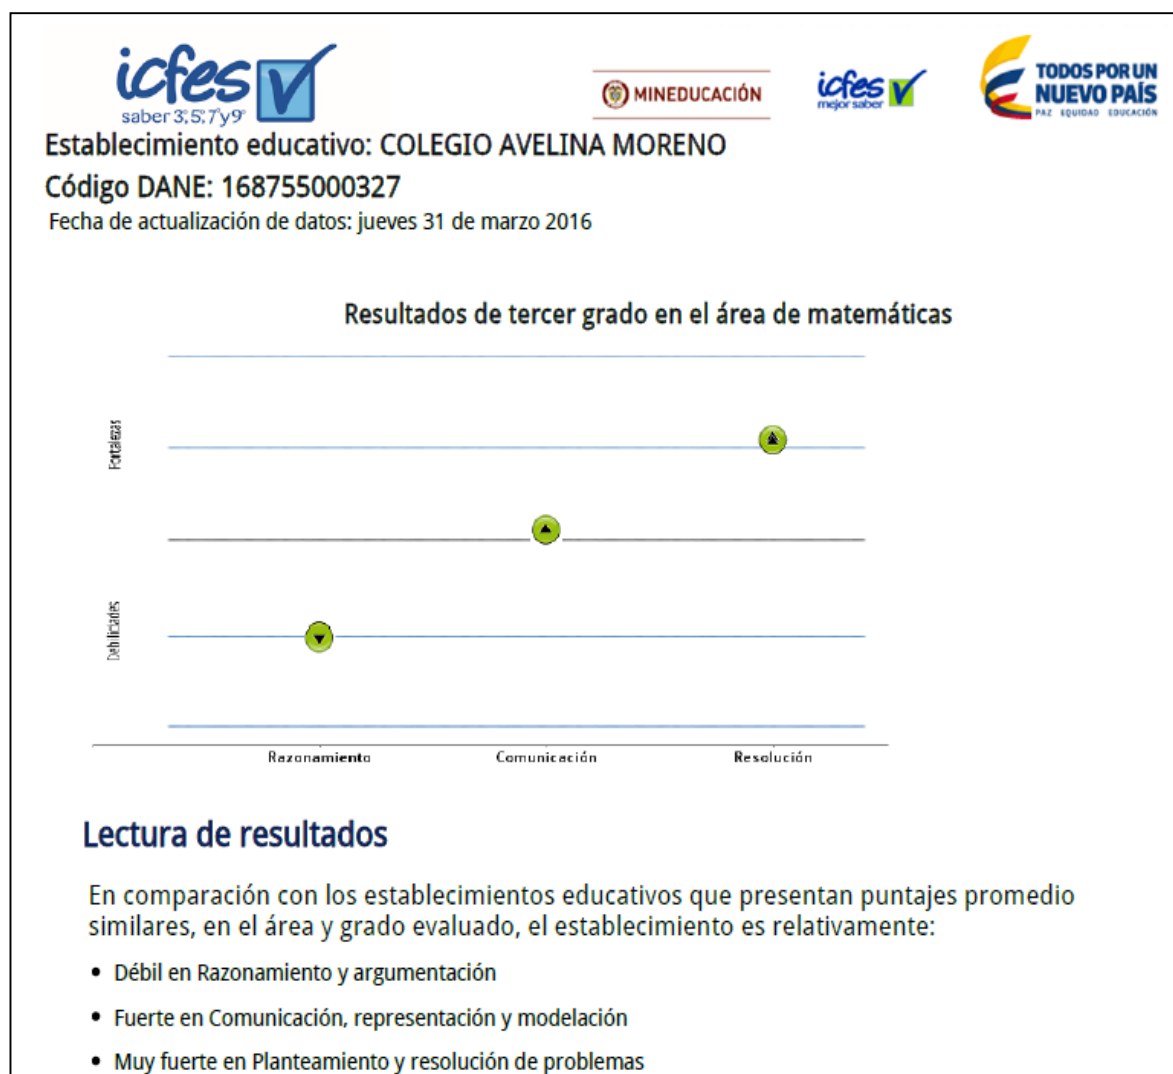 icfes
saber 3°, 5°, 7° y 9°
MINEDUCACIÓN
icfes
mejor saber
TODOS POR UN
NUEVO PAÍS
PAZ EQUIDAD EDUCACIÓN
Establecimiento educativo: COLEGIO AVELINA MORENO
Código DANE: 168755000327
Fecha de actualización de datos: jueves 31 de marzo 2016
Resultados de tercer grado en el área de matemáticas
Fortalezas
Debilidades
Razonamiento
Comunicación
Resolución
Lectura de resultados
En comparación con los establecimientos educativos que presentan puntajes promedio
similares, en el área y grado evaluado, el establecimiento es relativamente:
• Débil en Razonamiento y argumentación
• Fuerte en Comunicación, representación y modelación
• Muy fuerte en Planteamiento y resolución de problemas